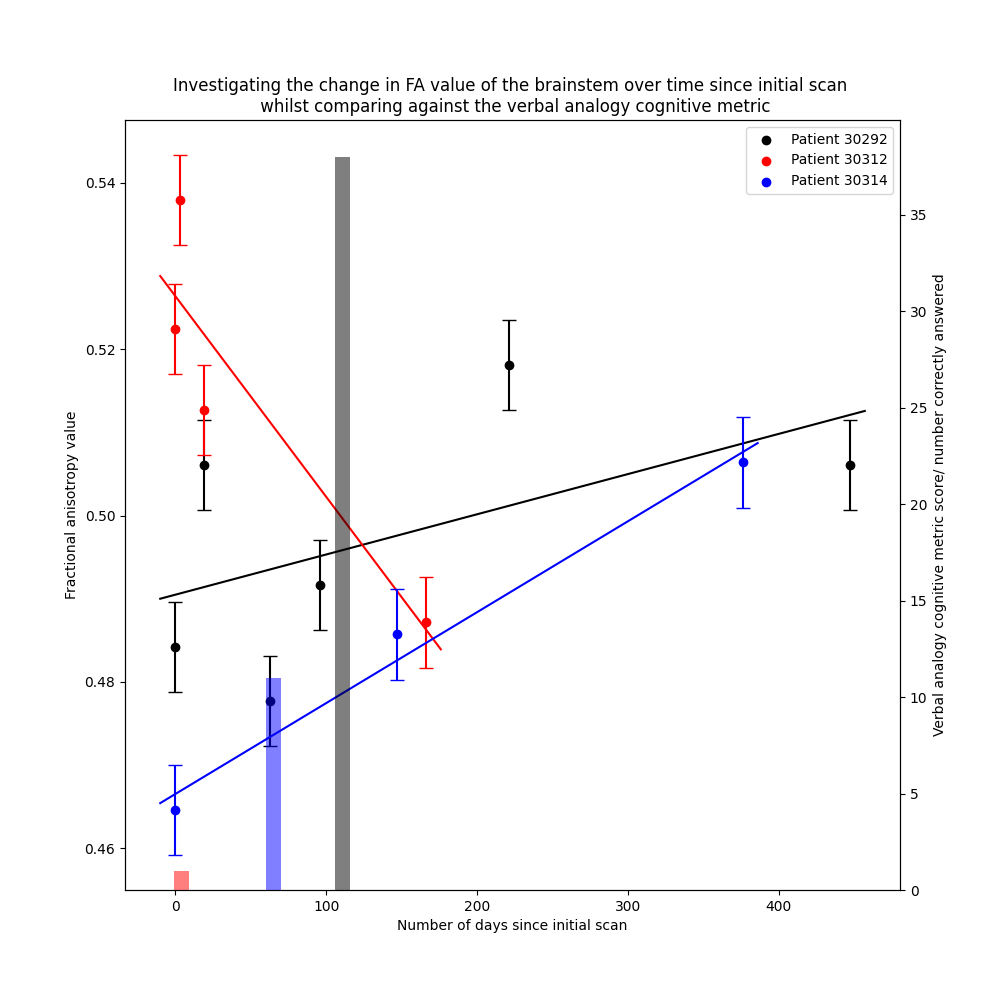 Investigating the change in FA value of the brainstem over time since initial scan
whilst comparing against the verbal analogy cognitive metric
Patient 30292
Patient 30312
Patient 30314
Fractional anisotropy value
0.54
0.52
0.50
0.48
0.46
35
30
25
20
15
10
5
0
Verbal analogy cognitive metric score/ number correctly answered
0 100 200 300 400
Number of days since initial scan